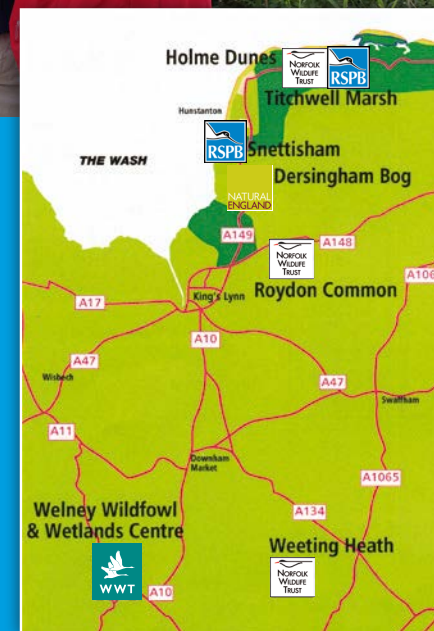 Holme Dunes
NORFOLK
WILDLIFE
TRUST
RSPB
Titchwell Marsh
Hunstanton
RSPB
Snettisham
THE WASH
Dersingham Bog
NATURAL
ENGLAND
A149
A148
NORFOLK
WILDLIFE
TRUST
A106
King's Lynn
Roydon Common
A17
A10
A47
Wisbech
A47
Swaffham
A11
Downham
Market
A1065
A134
Welney Wildfowl
& Wetlands Centre
WWT
A10
Weeting Heath
NORFOLK
WILDLIFE
TRUST